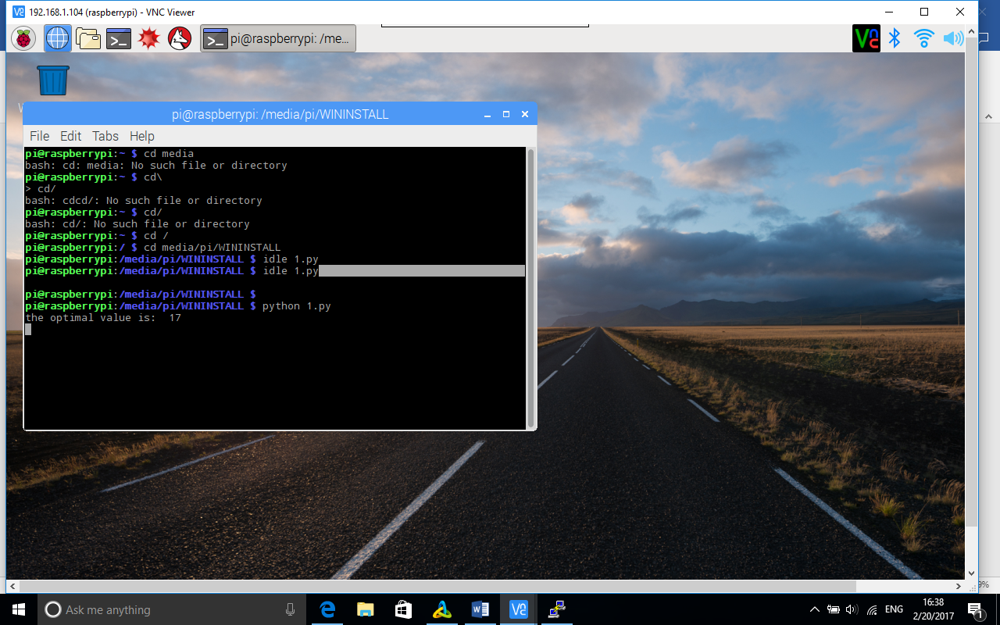 192.168.1.104 (raspberrypi) - VNC Viewer
pi@raspberrypi: /me...
pi@raspberrypi: /media/pi/WININSTALL
File Edit Tabs Help
pi@raspberrypi:~ $ cd media
bash: cd: media: No such file or directory
pi@raspberrypi:~ $ cd\
> cd/
bash: cdcd/: No such file or directory
pi@raspberrypi:~ $ cd/
bash: cd/: No such file or directory
pi@raspberrypi:~ $ cd /
pi@raspberrypi:/ $ cd media/pi/WININSTALL
pi@raspberrypi:/media/pi/WININSTALL $ idle 1.py
pi@raspberrypi:/media/pi/WININSTALL $ idle 1.py
pi@raspberrypi:/media/pi/WININSTALL $
pi@raspberrypi:/media/pi/WININSTALL $ python 1.py
the optimal value is:  17
Ask me anything
ENG
16:38
2/20/2017
1